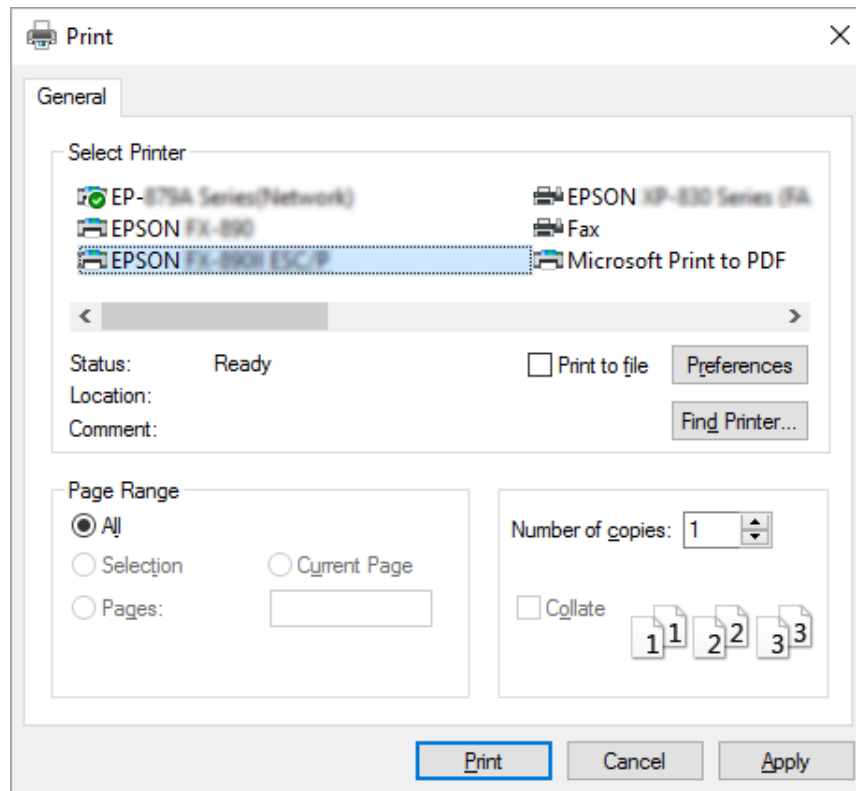 Print
General
Select Printer
EP-
EPSON
EPSON
EPSON
Fax
Microsoft Print to PDF
Status: Ready
Location:
Comment:
Print to file
Preferences
Find Printer...
Page Range
All
Selection
Current Page
Pages:
Number of copies: 1
Collate
1 1 2 2 3 3
Print Cancel Apply